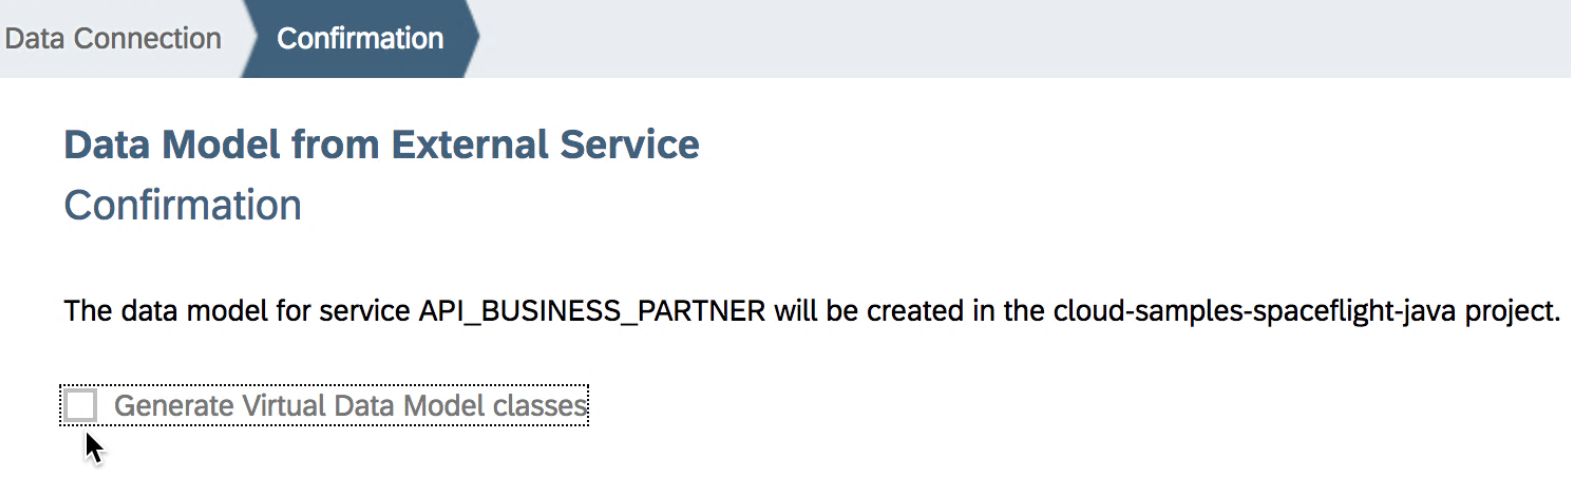 Data Connection
Confirmation
Data Model from External Service
Confirmation
The data model for service API_BUSINESS_PARTNER will be created in the cloud-samples-spaceflight-java project.
Generate Virtual Data Model classes